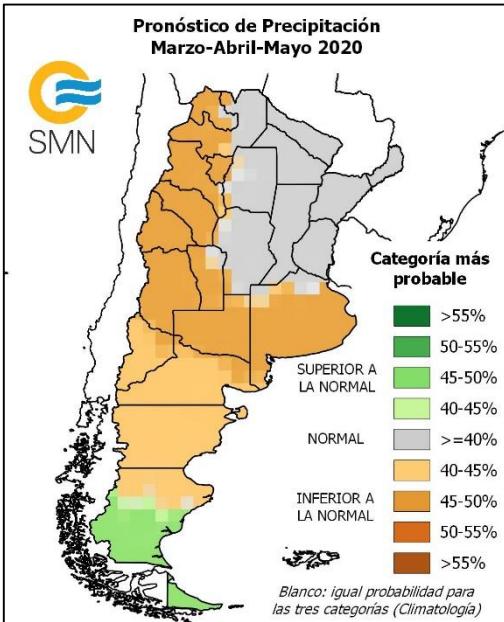 Pronóstico de Precipitación
Marzo-Abril-Mayo 2020
SMN
Categoría más
probable
>55%
50-55%
SUPERIOR A
LA NORMAL
45-50%
40-45%
NORMAL
>=40%
40-45%
INFERIOR A
LA NORMAL
45-50%
50-55%
>55%
Blanco: igual probabilidad para
las tres categorías (Climatología)